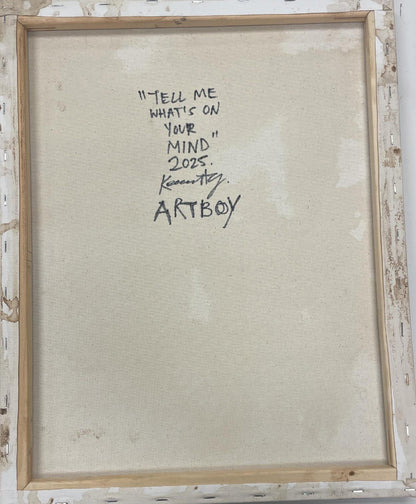 "TELL ME
WHAT'S ON
YOUR
MIND"
2025.
ARTBOY